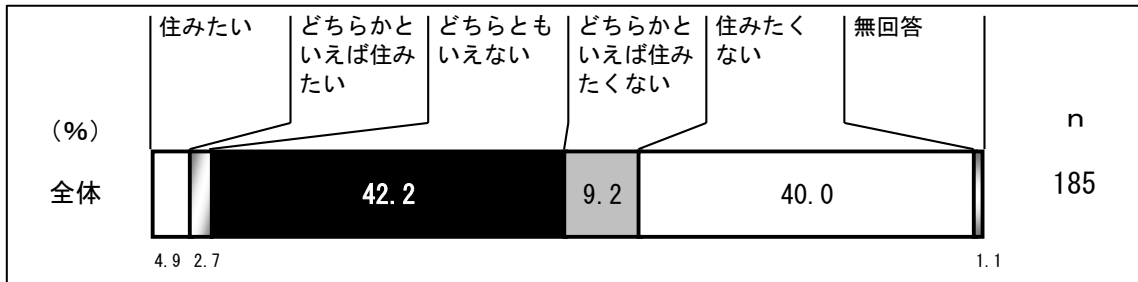 住みたい
どちらかと
いえば住み
たい
どちらとも
いえない
どちらかと
いえば住み
たくない
住みたく
ない
無回答
(%)
n
全体
42.2
9.2
40.0
185
4.9
2.7
1.1